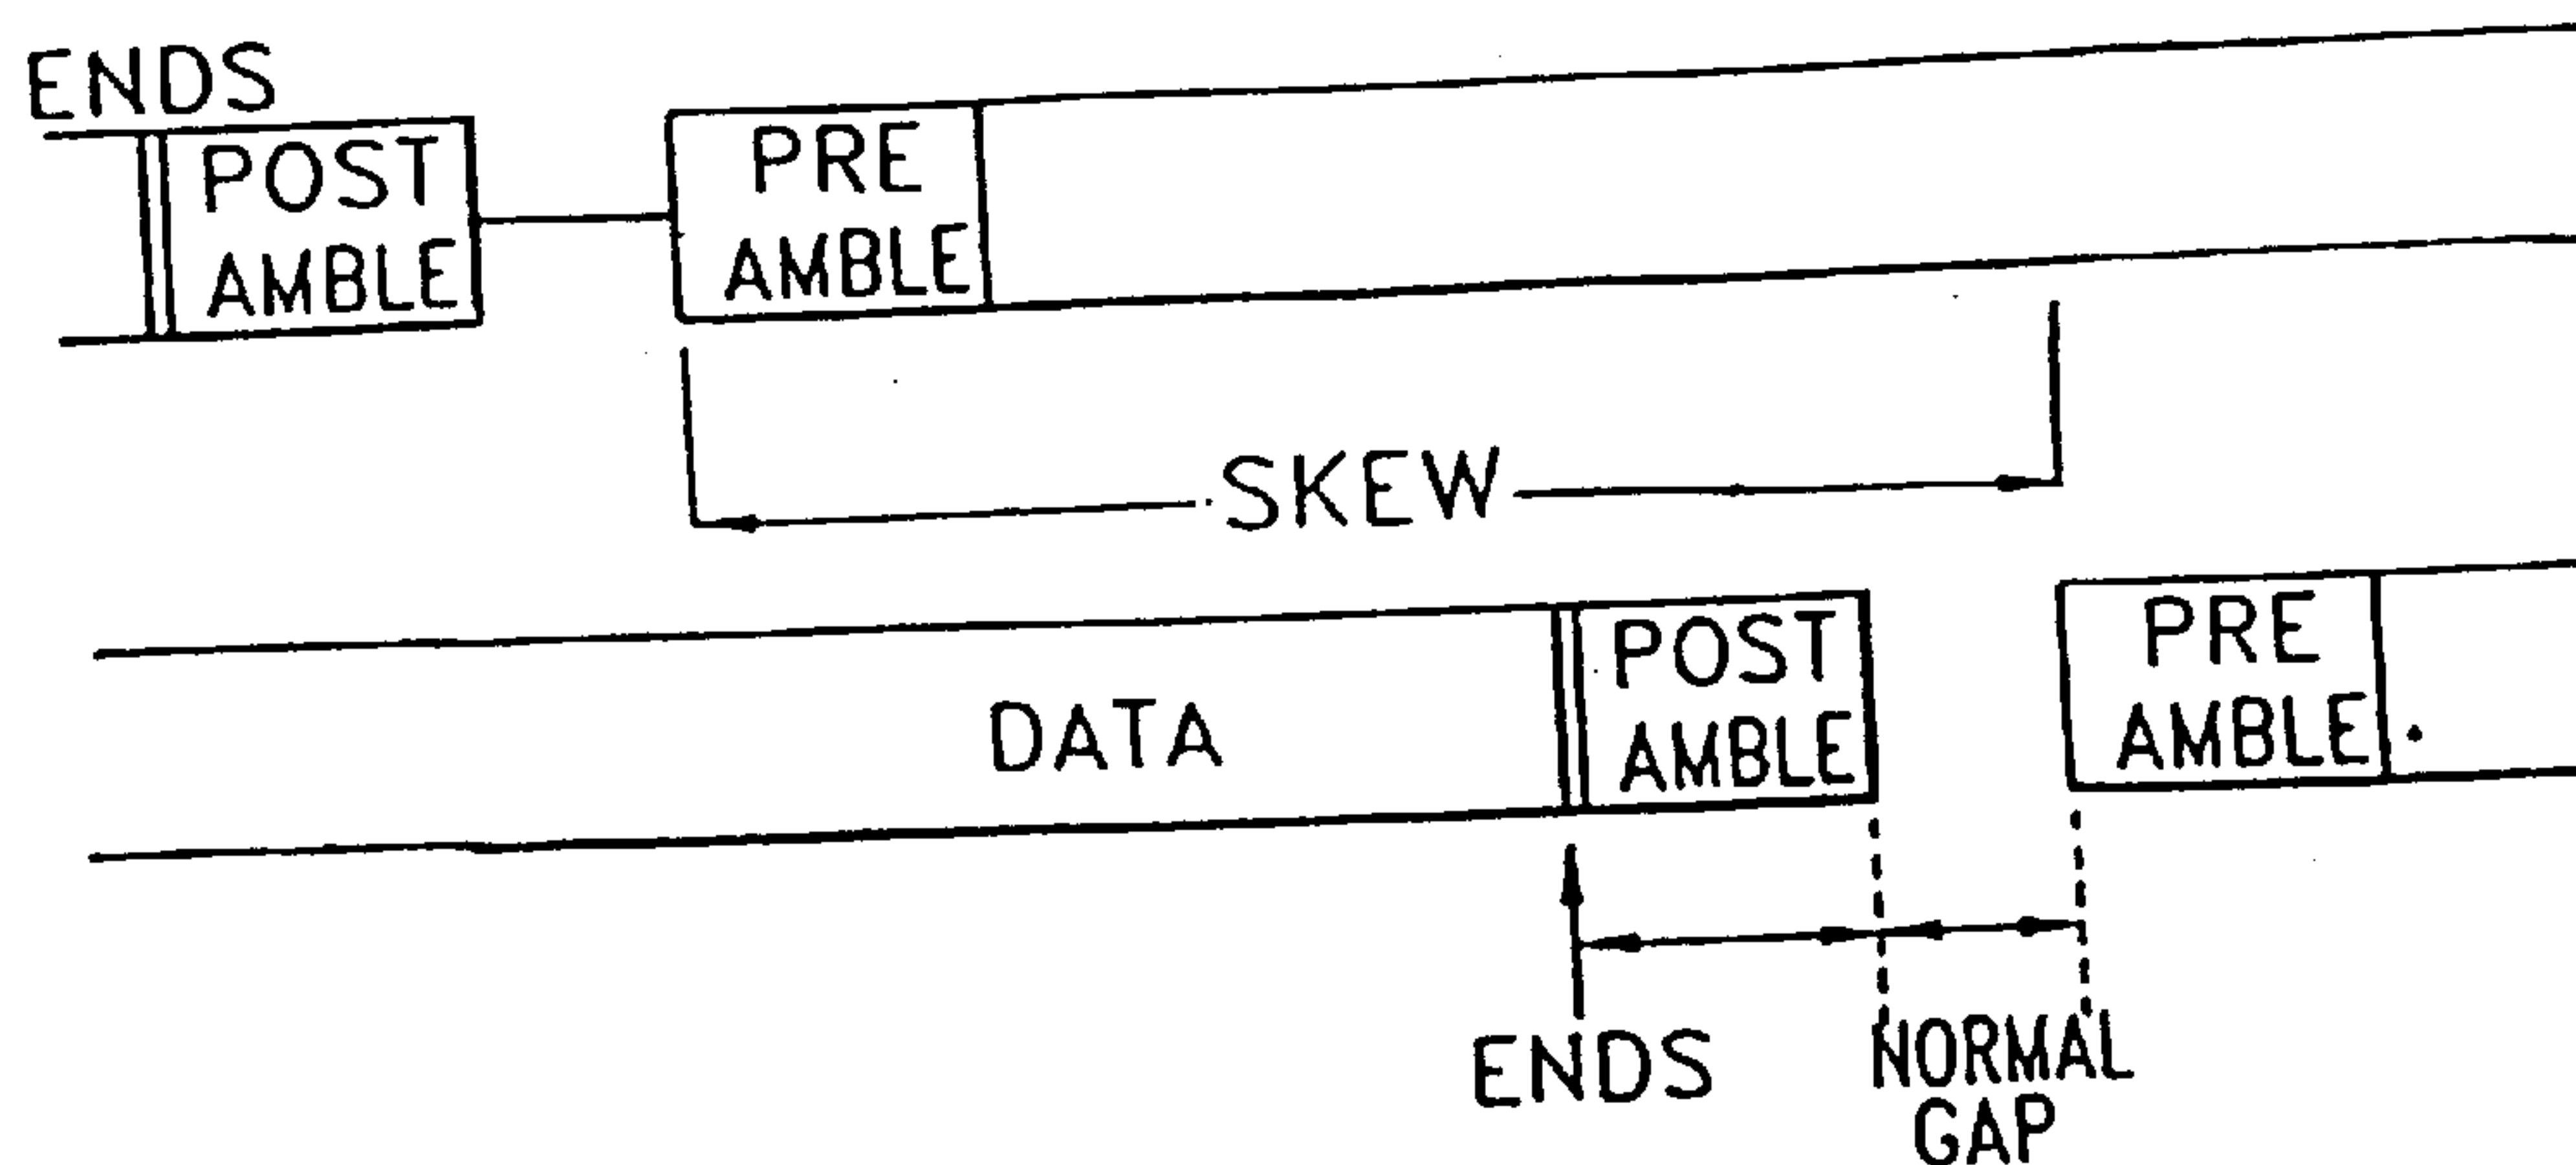 ENDS
POST
AMBLE
PRE
AMBLE
SKEW
DATA
POST
AMBLE
PRE
AMBLE
ENDS
NORMAL
GAP